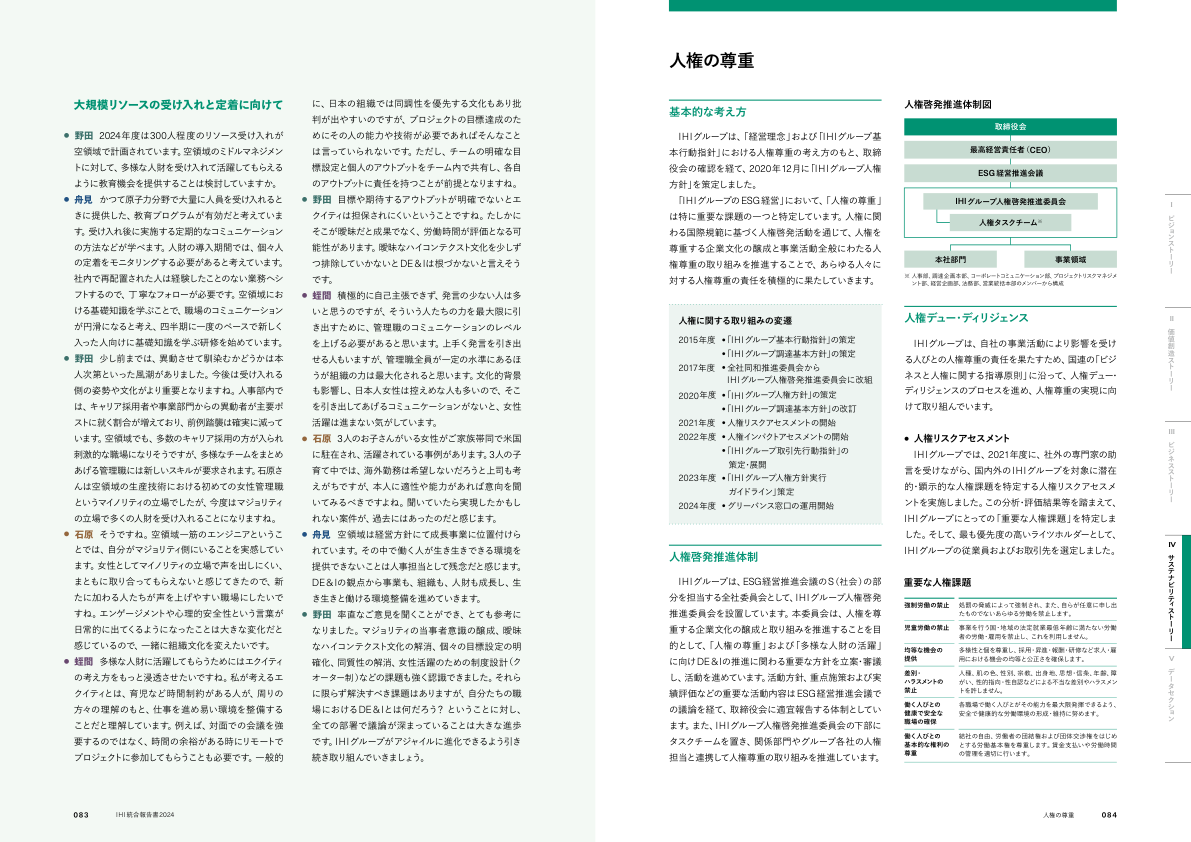 大規模リソースの受け入れと定着に向けて
● 野田 2024年度は300人程度のリソース受け入れが
空領域で計画されています。空領域のミドルマネジメン
トに対して、多様な人財を受け入れて活躍してもらえる
ように教育機会を提供することは検討していますか。
● 舟見 かつて原子力分野で大量に人員を受け入れると
きに提供した、教育プログラムが有効だと考えていま
す。受け入れ後に実施する定期的なコミュニケーション
の方法などが学べます。人財の導入期間では、個々人
の定着をモニタリングする必要があると考えています。
社内で再配置された人は経験したことのない業務へシ
フトするので、丁寧なフォローが必要です。空領域にお
ける基礎知識を学ぶことで、職場のコミュニケーション
が円滑になると考え、四半期に一度のペースで新しく
入った人向けに基礎知識を学ぶ研修を始めています。
● 野田 少し前までは、異動させて馴染むかどうかは本
人次第といった風潮がありました。今後は受け入れる
側の姿勢や文化がより重要となりますね。人事部内で
は、キャリア採用者や事業部門からの異動者が主要ポ
ストに就く割合が増えており、前例踏襲は確実に減って
います。空領域でも、多数のキャリア採用の方が入られ
刺激的な職場になりそうですが、多様なチームをまとめ
あげる管理職には新しいスキルが要求されます。石原さ
んは空領域の生産技術における初めての女性管理職
というマイノリティの立場でしたが、今度はマジョリティ
の立場で多くの人財を受け入れることになりますね。
● 石原 そうですね。空領域一筋のエンジニアというこ
とでは、自分がマジョリティ側にいることを実感してい
ます。女性としてマイノリティの立場で声を出しにくい、
まともに取り合ってもらえないと感じてきたので、新
たに加わる人たちが声を上げやすい職場にしたいで
すね。エンゲージメントや心理的安全性という言葉が
日常的に出てくるようになったことは大きな変化だと
感じているので、一緒に組織文化を変えたいです。
● 蛭間 多様な人財に活躍してもらうためにはエクイティ
の考え方をもっと浸透させたいですね。私が考えるエ
クイティとは、育児など時間制約がある人が、周りの
方々の理解のもと、仕事を進め易い環境を整備する
ことだと理解しています。例えば、対面での会議を強
要するのではなく、時間の余裕がある時にリモートで
プロジェクトに参加してもらうことも必要です。一般的
に、日本の組織では同調性を優先する文化もあり批
判が出やすいのですが、プロジェクトの目標達成のた
めにその人の能力や技術が必要であればそんなこと
は言っていられないです。ただし、チームの明確な目
標設定と個人のアウトプットをチーム内で共有し、各自
のアウトプットに責任を持つことが前提となりますね。
● 野田 目標や期待するアウトプットが明確でないとエ
クイティは担保されにくいということですね。たしかに
そこが曖昧だと成果でなく、労働時間が評価となる可
能性があります。曖昧なハイコンテクスト文化を少しず
つ排除していかないとDE＆Iは根づかないと言えそう
です。
● 蛭間 積極的に自己主張できず、発言の少ない人は多
いと思うのですが、そういう人たちの力を最大限に引
き出すために、管理職のコミュニケーションのレベル
を上げる必要があると思います。上手く発言を引き出
せる人もいますが、管理職全員が一定の水準にあるほ
うが組織の力は最大化されると思います。文化的背景
も影響し、日本人女性は控えめな人も多いので、そこ
を引き出してあげるコミュニケーションがないと、女性
活躍は進まない気がしています。
● 石原 3人のお子さんがいる女性がご家族帯同で米国
に駐在され、活躍されている事例があります。3人の子
育て中では、海外勤務は希望しないだろうと上司も考
えがちですが、本人に適性や能力があれば意向を聞
いてみるべきですよね。聞いていたら実現したかもし
れない案件が、過去にはあったのだと感じます。
● 舟見 空領域は経営方針にて成長事業に位置付けら
れています。その中で働く人が生き生きできる環境を
提供できないことは人事担当として残念だと感じます。
DE＆Iの観点から事業も、組織も、人財も成長し、生
き生きと働ける環境整備を進めていきます。
● 野田 率直なご意見を聞くことができ、とても参考に
なりました。マジョリティの当事者意識の醸成、曖昧
なハイコンテクスト文化の解消、個々の目標設定の明
確化、同質性の解消、女性活躍のための制度設計（ク
オーター制）などの課題も強く認識できました。それら
に限らず解決すべき課題はありますが、自分たちの職
場におけるDE＆Iとは何だろう？ ということに対し、
全ての部署で議論が深まっていることは大きな進歩
です。IHIグループがアジャイルに進化できるよう引き
続き取り組んでいきましょう。
083 IHI統合報告書2024
人権の尊重
基本的な考え方
IHIグループは、「経営理念」および「IHIグループ基
本行動指針」における人権尊重の考え方のもと、取締
役会の確認を経て、2020年12月に「IHIグループ人権
方針」を策定しました。
「IHIグループのESG経営」において、「人権の尊重」
は特に重要な課題の一つと特定しています。人権に関
わる国際規範に基づく人権啓発活動を通じて、人権を
尊重する企業文化の醸成と事業活動全般にわたる人
権尊重の取り組みを推進することで、あらゆる人々に
対する人権尊重の責任を積極的に果たしていきます。
人権に関する取り組みの変遷
2015年度 ●「IHIグループ基本行動指針」の策定
●「IHIグループ調達基本方針」の策定
2017年度 ● 全社同和推進委員会から
IHIグループ人権啓発推進委員会に改組
2020年度 ●「IHIグループ人権方針」の策定
●「IHIグループ調達基本方針」の改訂
2021年度 ● 人権リスクアセスメントの開始
2022年度 ● 人権インパクトアセスメントの開始
●「IHIグループ取引先行動指針」の
策定・展開
2023年度 ●「IHIグループ人権方針実行
ガイドライン」策定
2024年度 ● グリーバンス窓口の運用開始
人権啓発推進体制
IHIグループは、ESG経営推進会議のS（社会）の部
分を担当する全社委員会として、IHIグループ人権啓発
推進委員会を設置しています。本委員会は、人権を尊
重する企業文化の醸成と取り組みを推進することを目
的として、「人権の尊重」および「多様な人財の活躍」
に向けDE＆Iの推進に関わる重要な方針を立案・審議
し、活動を進めています。活動方針、重点施策および実
績評価などの重要な活動内容はESG経営推進会議で
の議論を経て、取締役会に適宜報告する体制としてい
ます。また、IHIグループ人権啓発推進委員会の下部に
タスクチームを置き、関係部門やグループ各社の人権
担当と連携して人権尊重の取り組みを推進しています。
人権啓発推進体制図
取締役会
最高経営責任者（CEO）
ESG経営推進会議
IHIグループ人権啓発推進委員会
人権タスクチーム※
本社部門
事業領域
※ 人事部、調達企画本部、コーポレートコミュニケーション部、プロジェクトリスクマネジメ
ント部、経営企画部、法務部、営業統括本部のメンバーから構成
人権デュー・ディリジェンス
IHIグループは、自社の事業活動により影響を受け
る人びとの人権尊重の責任を果たすため、国連の「ビジ
ネスと人権に関する指導原則」に沿って、人権デュー・
ディリジェンスのプロセスを進め、人権尊重の実現に向
けて取り組んでいます。
● 人権リスクアセスメント
IHIグループでは、2021年度に、社外の専門家の助
言を受けながら、国内外のIHIグループを対象に潜在
的・顕示的な人権課題を特定する人権リスクアセスメ
ントを実施しました。この分析・評価結果等を踏まえて、
IHIグループにとっての「重要な人権課題」を特定しま
した。そして、最も優先度の高いライツホルダーとして、
IHIグループの従業員およびお取引先を選定しました。
重要な人権課題
強制労働の禁止 処罰の脅威によって強制され、また、自らが任意に申し出
たものでないあらゆる労働を禁止します。
児童労働の禁止 事業を行う国・地域の法定就業最低年齢に満たない労働
者の労働・雇用を禁止し、これを利用しません。
均等な機会の
提供
多様性と個を尊重し、採用・昇進・報酬・研修など求人・雇
用における機会の均等と公正さを確保します。
差別・
ハラスメントの
禁止
人種、肌の色、性別、宗教、出身地、思想・信条、年齢、障
がい、性的指向・性自認などによる不当な差別やハラスメン
トを許しません。
働く人びとの
健康で安全な
職場の確保
各職場で働く人びとがその能力を最大限発揮できるよう、
安全で健康的な労働環境の形成・維持に努めます。
働く人びとの
基本的な権利の
尊重
結社の自由、労働者の団結権および団体交渉権をはじめ
とする労働基本権を尊重します。賃金支払いや労働時間
の管理を適切に行います。
人権の尊重 084
I ビジョンストーリー
II 価値創造ストーリー
III ビジネスストーリー
IV サステナビリティストーリー
V データセクション